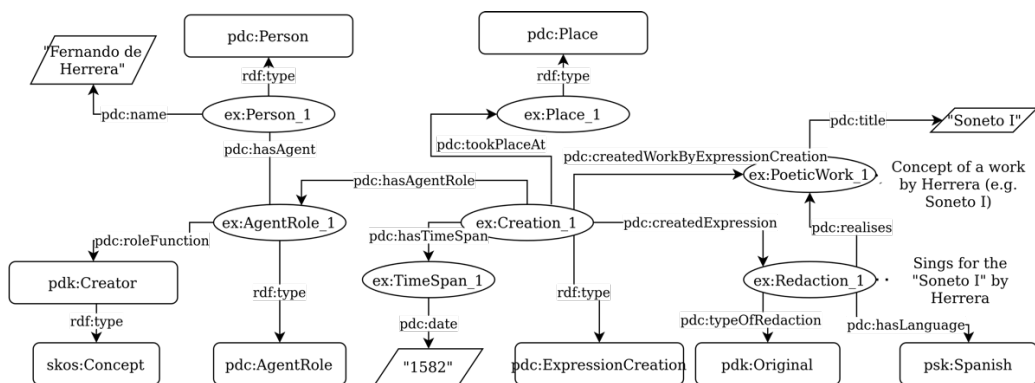 pdc:Person
pdc:Place
"Fernando de
Herrera"
rdf:type
rdf:type
pdc:name
ex:Person_1
ex:Place_1
pdc:title
"Soneto I"
pdc:hasAgent
pdc:tookPlaceAt
pdc:createdWorkByExpressionCreation
ex:PoeticWork_1
Concept of a work
by Herrera (e.g.
Soneto I)
pdc:hasAgentRole
ex:AgentRole_1
ex:Creation_1
pdc:createdExpression
pdc:realises
pdc:roleFunction
pdc:hasTimeSpan
pdk:Creator
ex:TimeSpan_1
ex:Redaction_1
Sings for the
"Soneto I" by
Herrera
rdf:type
rdf:type
pdc:date
rdf:type
pdc:typeOfRedaction
pdc:hasLanguage
skos:Concept
pdc:AgentRole
"1582"
pdc:ExpressionCreation
pdk:Original
psk:Spanish